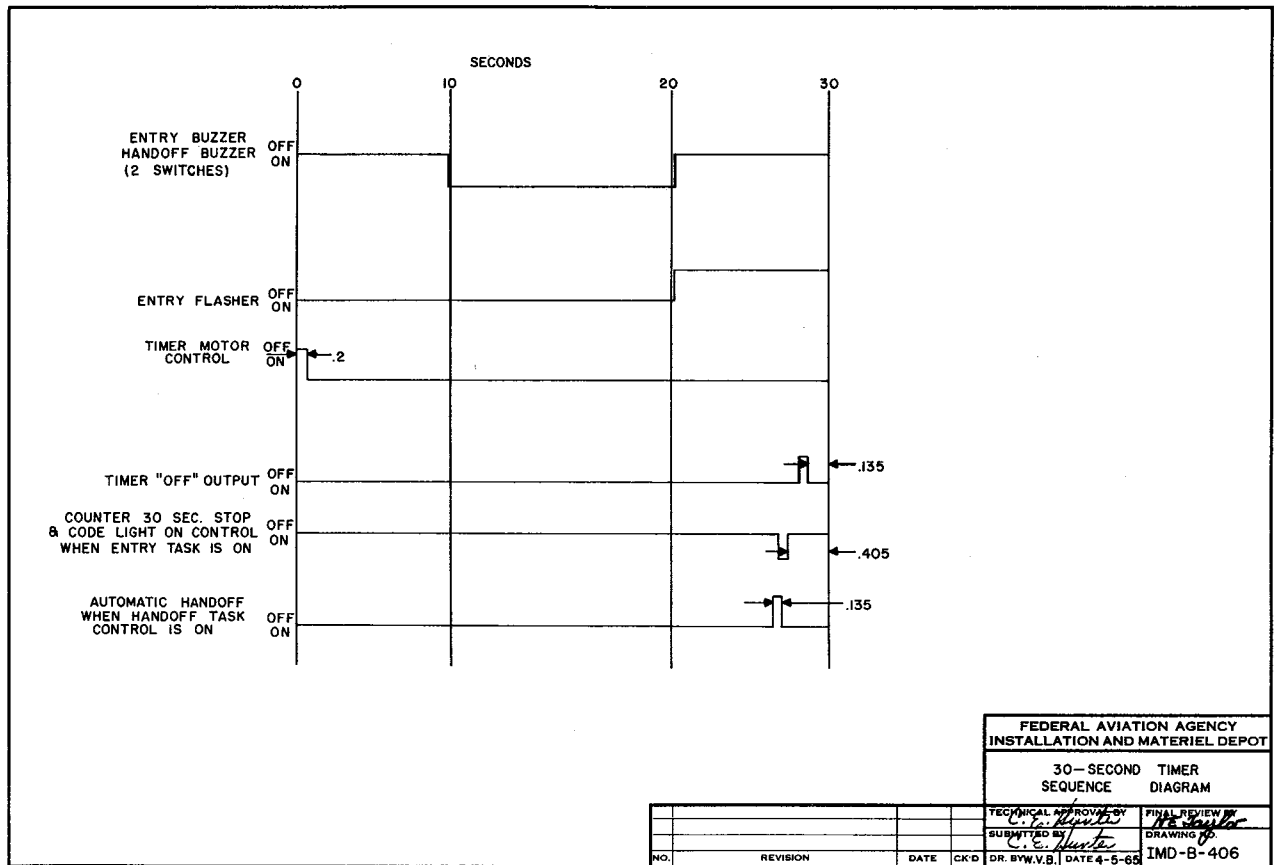 SECONDS
0 10 20 30
ENTRY BUZZER
HANDOFF BUZZER
(2 SWITCHES)
OFF
ON
ENTRY FLASHER
OFF
ON
TIMER MOTOR
CONTROL
OFF
ON
.2
TIMER "OFF" OUTPUT
OFF
ON
.135
COUNTER 30 SEC. STOP
& CODE LIGHT ON CONTROL
WHEN ENTRY TASK IS ON
OFF
ON
.405
AUTOMATIC HANDOFF
WHEN HANDOFF TASK
CONTROL IS ON
OFF
ON
.135
FEDERAL AVIATION AGENCY
INSTALLATION AND MATERIEL DEPOT
30-SECOND TIMER
SEQUENCE DIAGRAM
TECHNICAL APPROVAL BY
C. E. Hunter
FINAL REVIEW BY
SUBMITTED BY
C. E. Hunter
DRAWING NO.
IMD-B-406
NO. REVISION DATE CK'D
DR. BY W.V.B. DATE 4-5-65